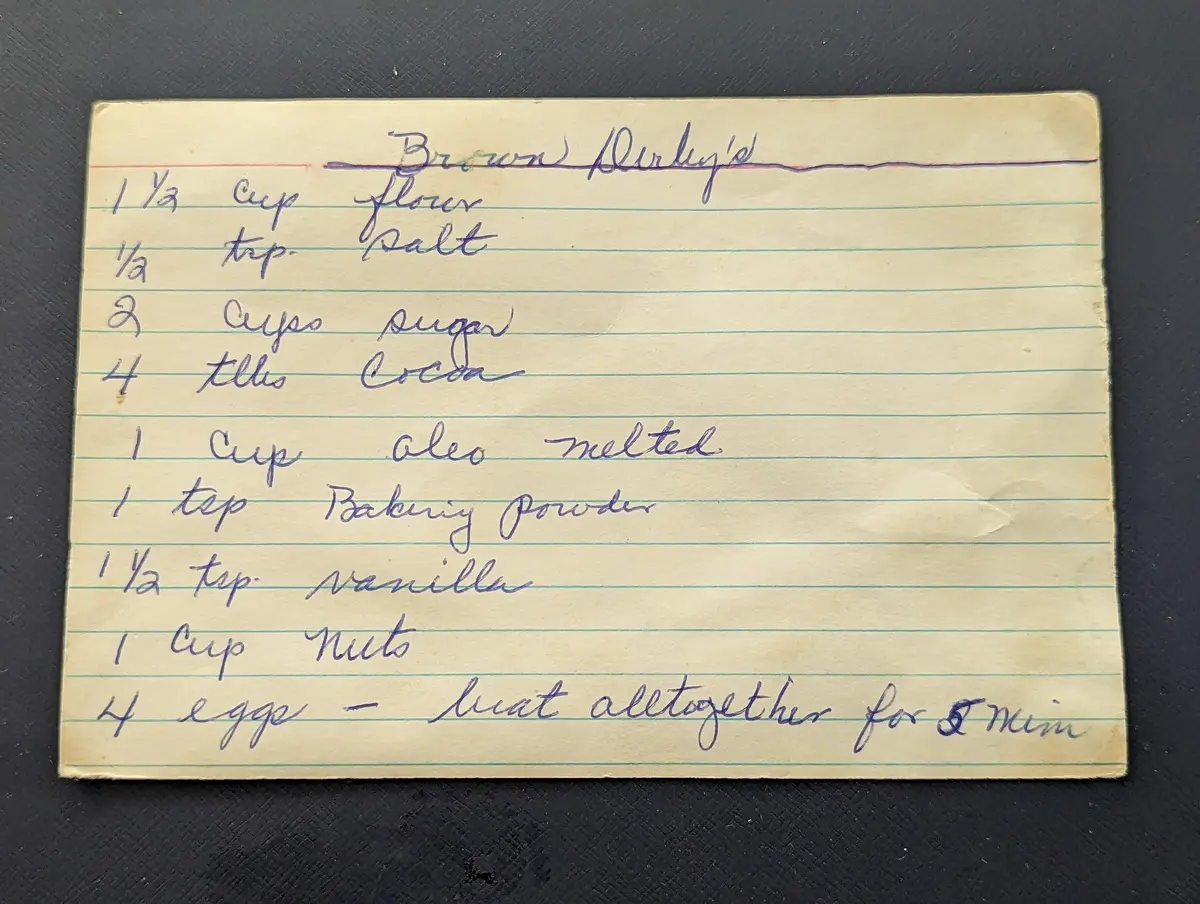 Brown Derby's
1 1/2 cup flour
1/2 tsp. salt
2 cups sugar
4 tlbs Cocoa
1 Cup oleo melted
1 tsp Baking powder
1 1/2 tsp. vanilla
1 Cup Nuts
4 eggs – beat alltogether for 5 Min